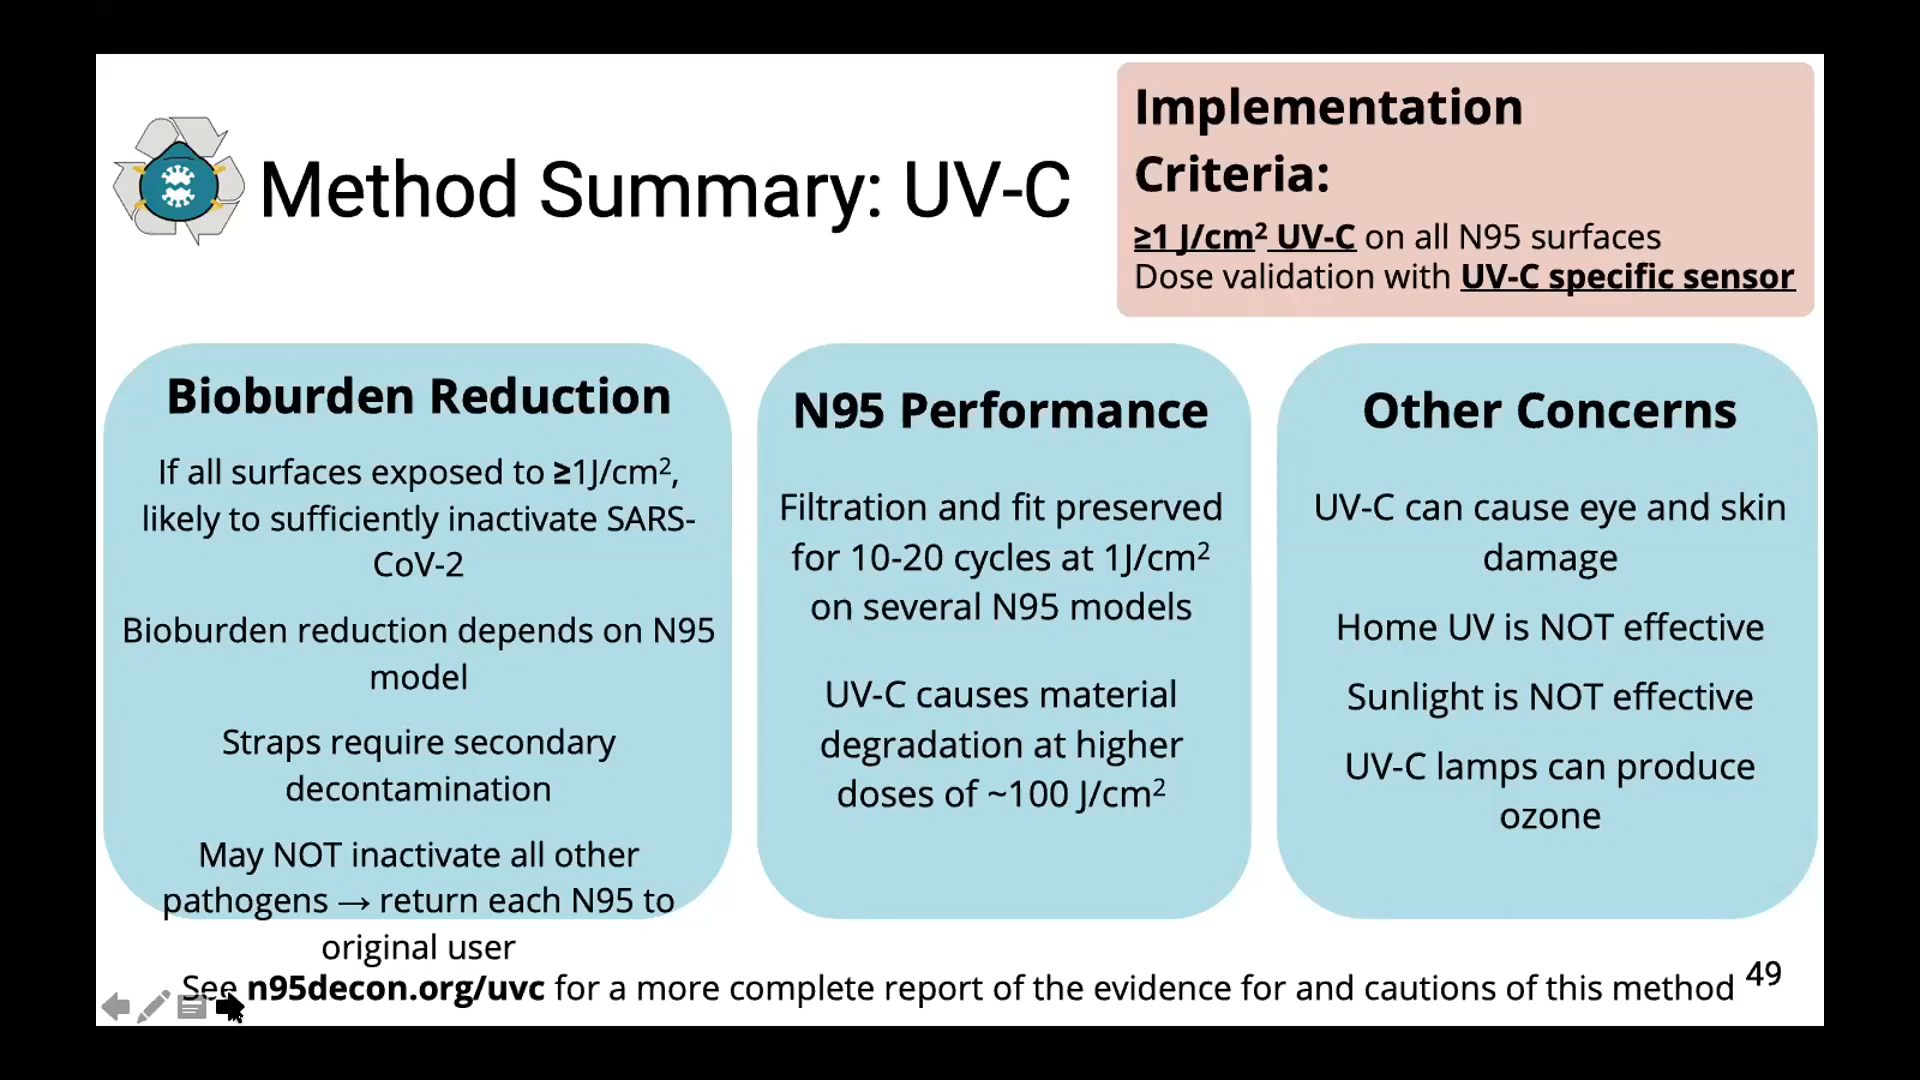 Method Summary: UV-C
Implementation
Criteria:
≥1 J/cm² UV-C on all N95 surfaces
Dose validation with UV-C specific sensor
Bioburden Reduction
If all surfaces exposed to ≥1J/cm²,
likely to sufficiently inactivate SARS-
CoV-2
Bioburden reduction depends on N95
model
Straps require secondary
decontamination
May NOT inactivate all other
pathogens → return each N95 to
original user
N95 Performance
Filtration and fit preserved
for 10-20 cycles at 1J/cm²
on several N95 models
UV-C causes material
degradation at higher
doses of ~100 J/cm²
Other Concerns
UV-C can cause eye and skin
damage
Home UV is NOT effective
Sunlight is NOT effective
UV-C lamps can produce
ozone
See n95decon.org/uvc for a more complete report of the evidence for and cautions of this method
49